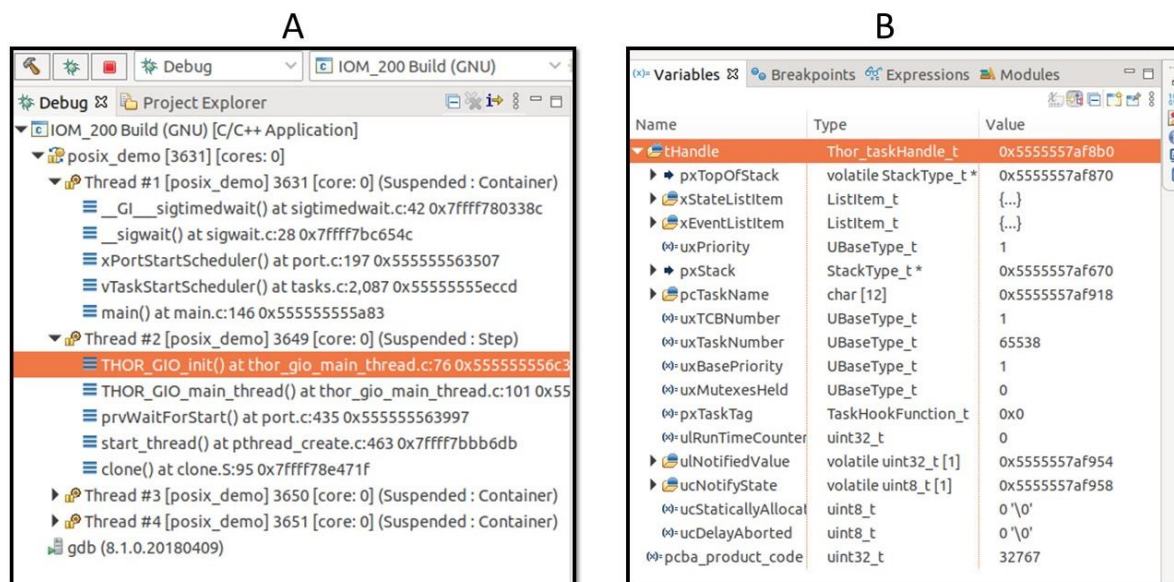 A
Debug
IOM_200 Build (GNU)
Debug Project Explorer
IOM_200 Build (GNU) [C/C++ Application]
posix_demo [3631] [cores: 0]
Thread #1 [posix_demo] 3631 [core: 0] (Suspended : Container)
__GI___sigtimedwait() at sigtimedwait.c:42 0x7ffff780338c
__sigwait() at sigwait.c:28 0x7ffff7bc654c
xPortStartScheduler() at port.c:197 0x555555563507
vTaskStartScheduler() at tasks.c:2,087 0x55555555eccd
main() at main.c:146 0x555555555a83
Thread #2 [posix_demo] 3649 [core: 0] (Suspended : Step)
THOR_GIO_init() at thor_gio_main_thread.c:76 0x555555556c3
THOR_GIO_main_thread() at thor_gio_main_thread.c:101 0x55
prvWaitForStart() at port.c:435 0x555555563997
start_thread() at pthread_create.c:463 0x7ffff7bbb6db
clone() at clone.S:95 0x7ffff78e471f
Thread #3 [posix_demo] 3650 [core: 0] (Suspended : Container)
Thread #4 [posix_demo] 3651 [core: 0] (Suspended : Container)
gdb (8.1.0.20180409)
B
(x)= Variables Breakpoints Expressions Modules
Name Type Value
tHandle Thor_taskHandle_t 0x5555557af8b0
pxTopOfStack volatile StackType_t * 0x5555557af870
xStateListItem ListItem_t {...}
xEventListItem ListItem_t {...}
(x)= uxPriority UBaseType_t 1
pxStack StackType_t * 0x5555557af670
pcTaskName char [12] 0x5555557af918
(x)= uxTCBNumber UBaseType_t 1
(x)= uxTaskNumber UBaseType_t 65538
(x)= uxBasePriority UBaseType_t 1
(x)= uxMutexesHeld UBaseType_t 0
(x)= pxTaskTag TaskHookFunction_t 0x0
(x)= ulRunTimeCounter uint32_t 0
ulNotifiedValue volatile uint32_t [1] 0x5555557af954
ucNotifyState volatile uint8_t [1] 0x5555557af958
(x)= ucStaticallyAllocat uint8_t 0 '\0'
(x)= ucDelayAborted uint8_t 0 '\0'
(x)= pcba_product_code uint32_t 32767